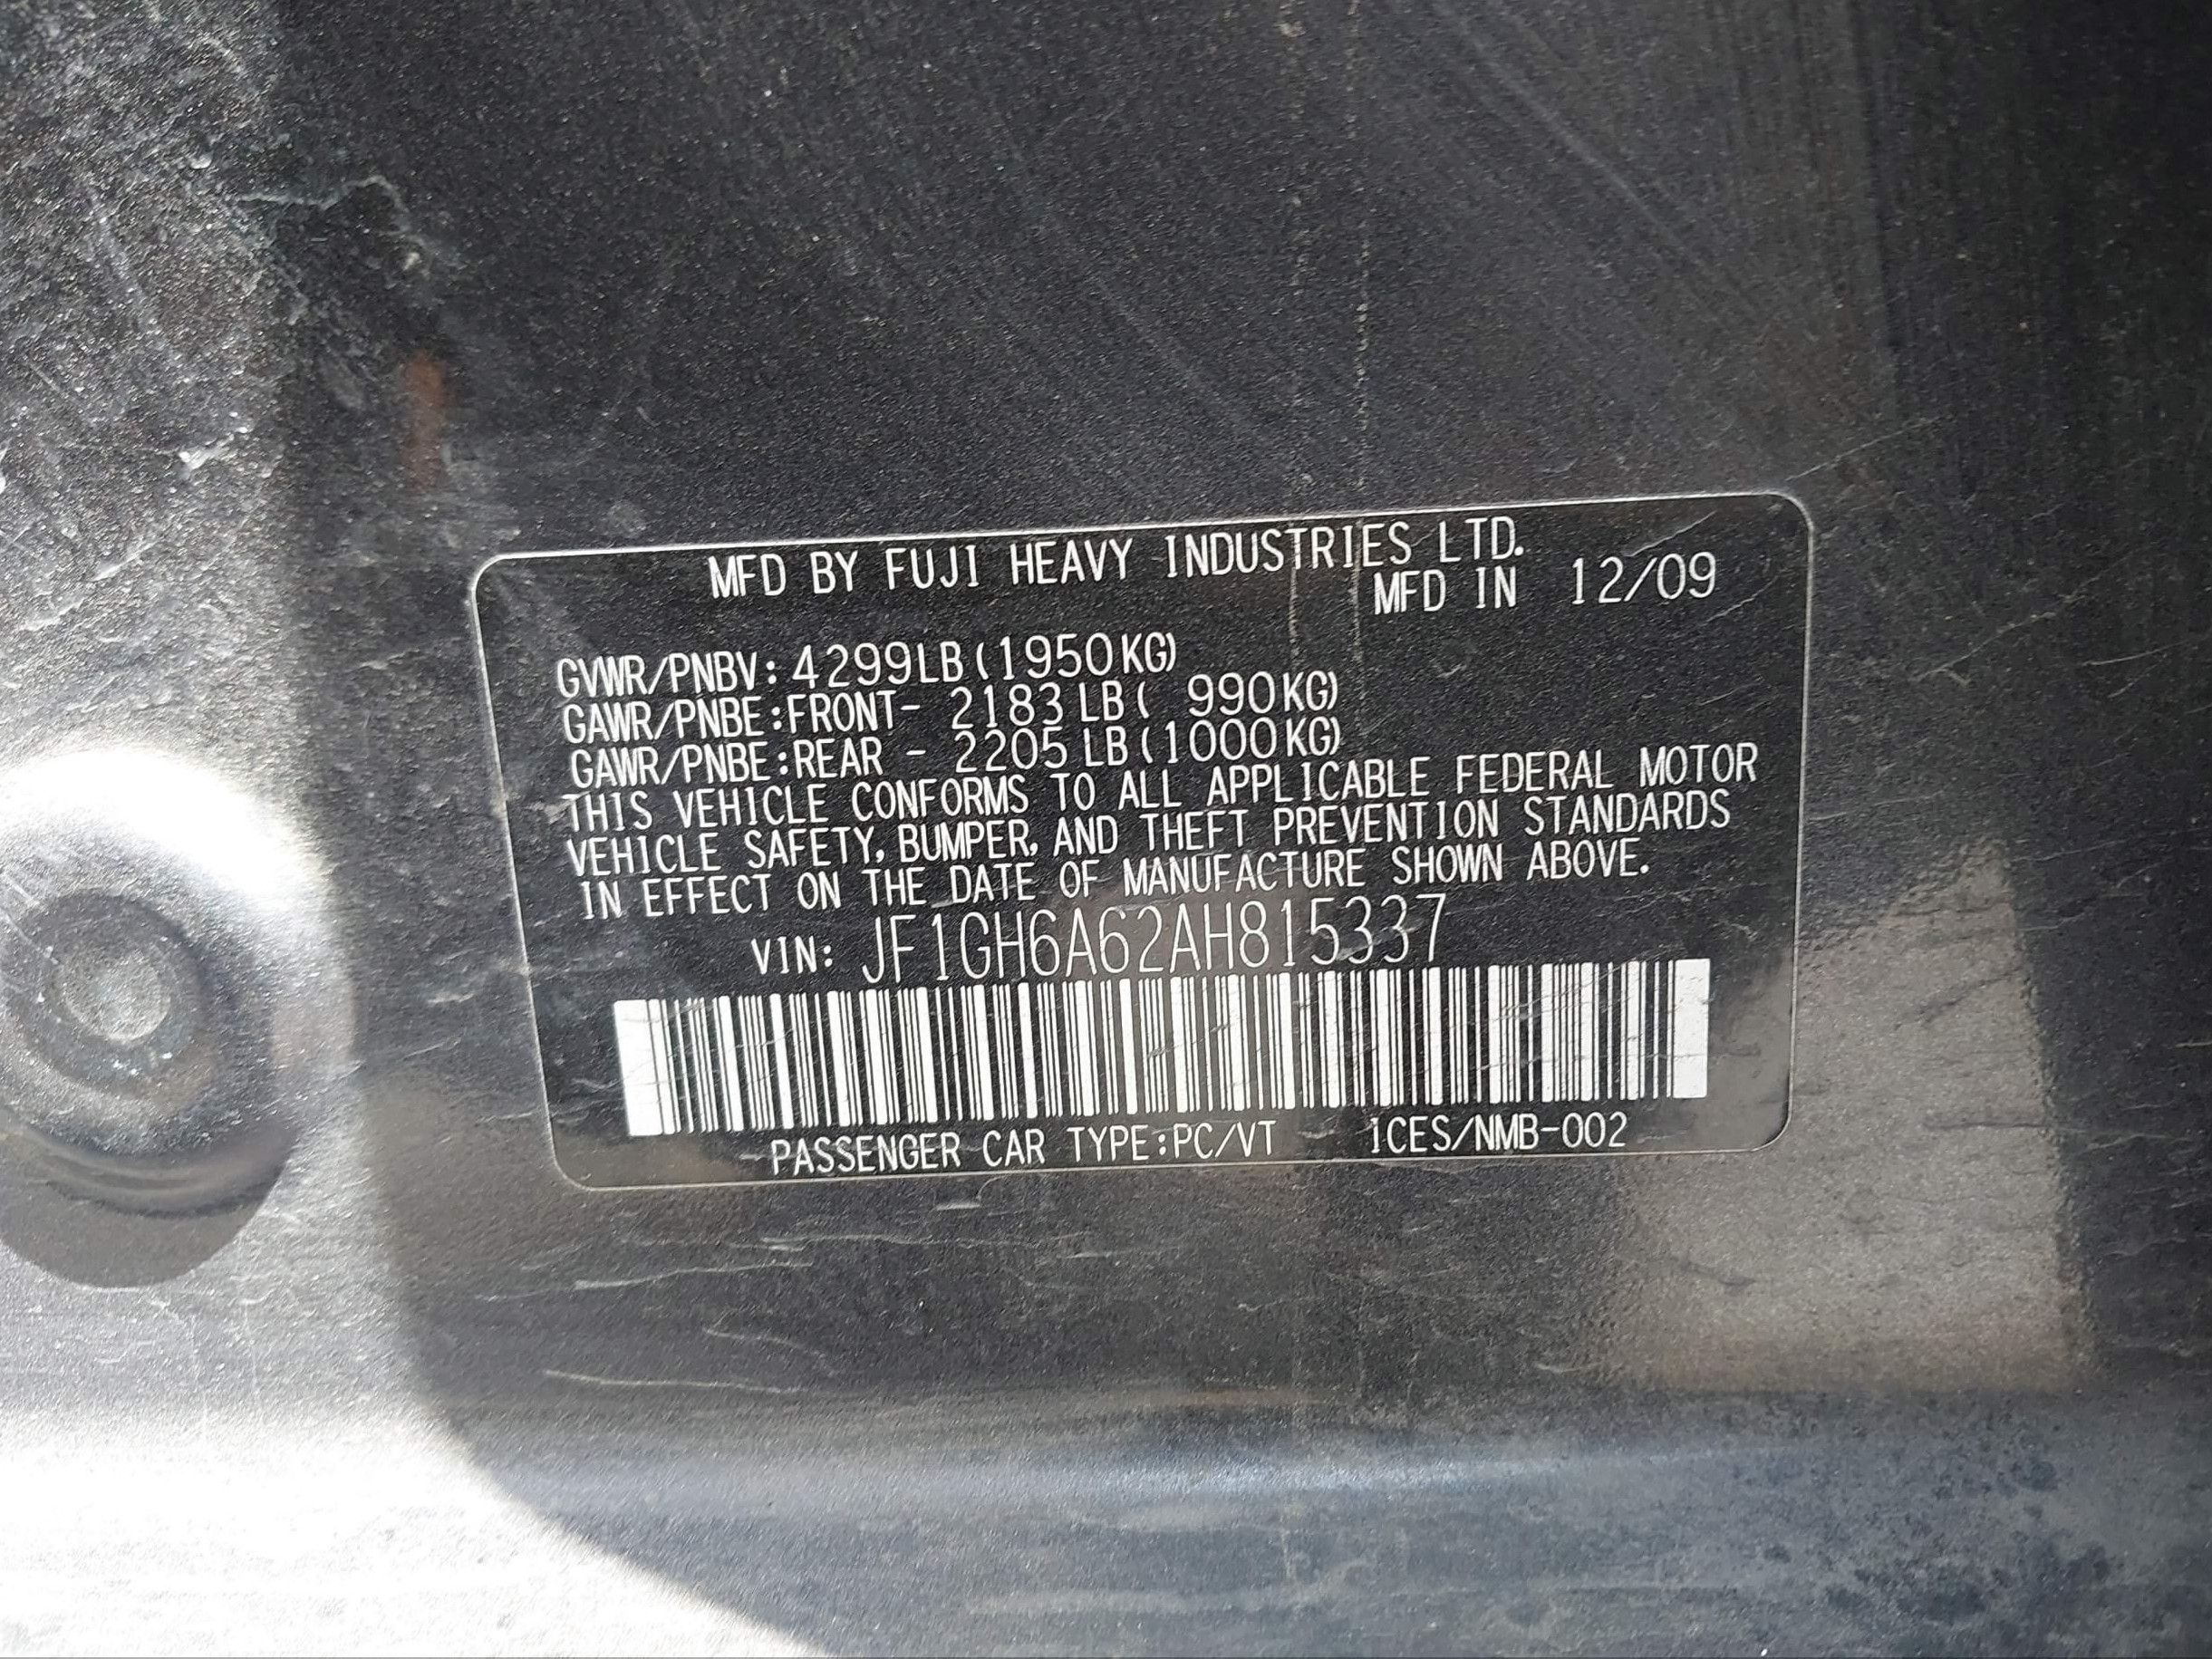 MFD BY FUJI HEAVY INDUSTRIES LTD.
MFD IN 12/09
GVWR/PNBV: 4299LB(1950KG)
GAWR/PNBE:FRONT- 2183LB( 990KG)
GAWR/PNBE:REAR - 2205LB(1000KG)
THIS VEHICLE CONFORMS TO ALL APPLICABLE FEDERAL MOTOR
VEHICLE SAFETY, BUMPER, AND THEFT PREVENTION STANDARDS
IN EFFECT ON THE DATE OF MANUFACTURE SHOWN ABOVE.
VIN: JF1GH6A62AH815337
PASSENGER CAR TYPE:PC/VT ICES/NMB-002